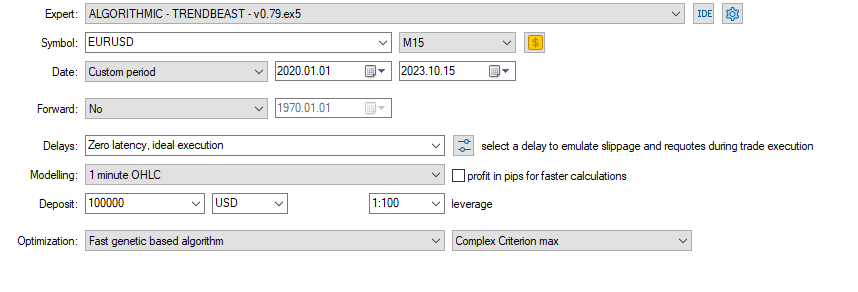 Expert: ALGORITHMIC - TRENDBEAST - v0.79.ex5 IDE
Symbol: EURUSD M15 $
Date: Custom period 2020.01.01 2023.10.15
Forward: No 1970.01.01
Delays: Zero latency, ideal execution select a delay to emulate slippage and requotes during trade execution
Modelling: 1 minute OHLC profit in pips for faster calculations
Deposit: 100000 USD 1:100 leverage
Optimization: Fast genetic based algorithm Complex Criterion max